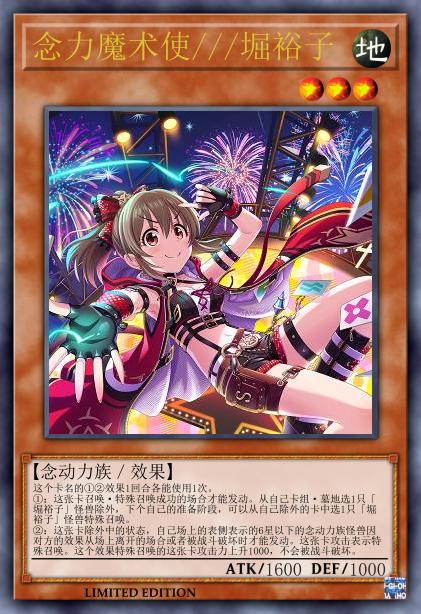 念力魔术使///堀裕子
地
【念动力族 / 效果】
这个卡名的①②效果1回合各能使用1次。
①：这张卡召唤・特殊召唤成功的场合才能发动。从自己卡组・墓地选1只「
堀裕子」怪兽除外，下个自己的准备阶段，可以从自己除外的卡中选1只「堀裕
子」怪兽特殊召唤。
②：这张卡除外中的状态，自己场上的表侧表示的6星以下的念动力族怪兽因
对方的效果从场上离开的场合或者被战斗破坏时才能发动。这张卡攻击表示特
殊召唤。这个效果特殊召唤的这张卡攻击力上升1000，不会被战斗破坏。
ATK/1600 DEF/1000
LIMITED EDITION